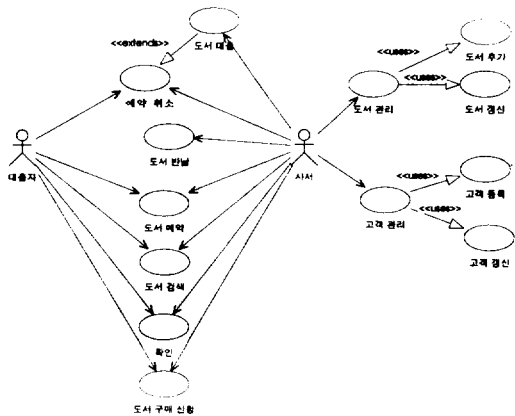 도서 대출
<<extends>>
예약 취소
도서 반납
대출자
사서
도서 예약
도서 검색
확인
도서 구매 신청
<<uses>>
도서 추가
<<uses>>
도서 관리
도서 갱신
<<uses>>
고객 등록
고객 관리
<<uses>>
고객 갱신